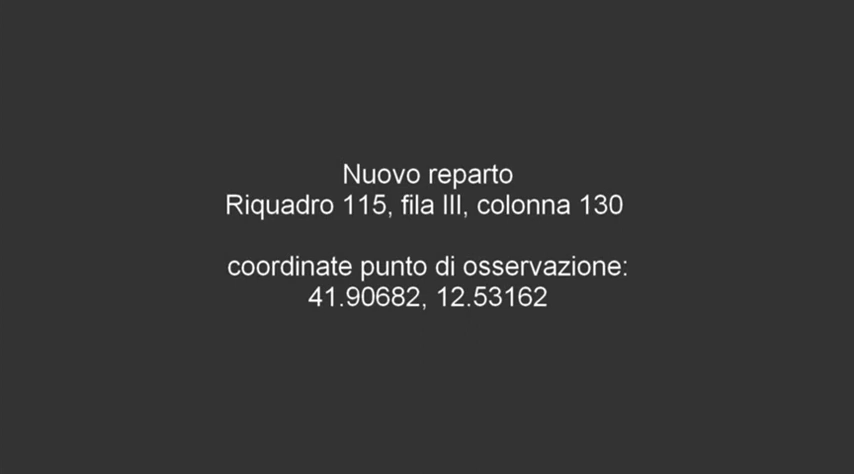 Nuovo reparto
Riquadro 115, fila III, colonna 130
coordinate punto di osservazione:
41.90682, 12.53162